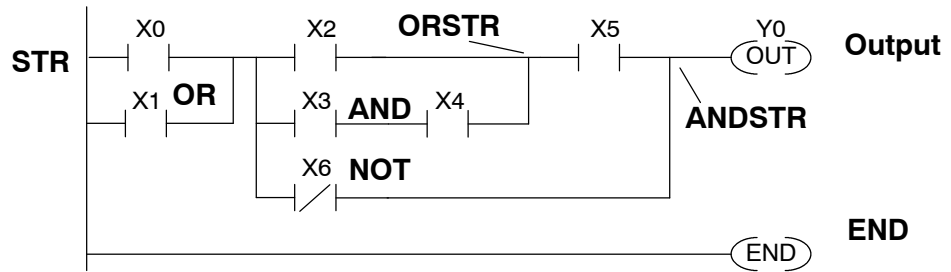 X0 X2 ORSTR X5 Y0
STR OUT Output
X1 OR X3 AND X4 ANDSTR
X6 NOT
END END